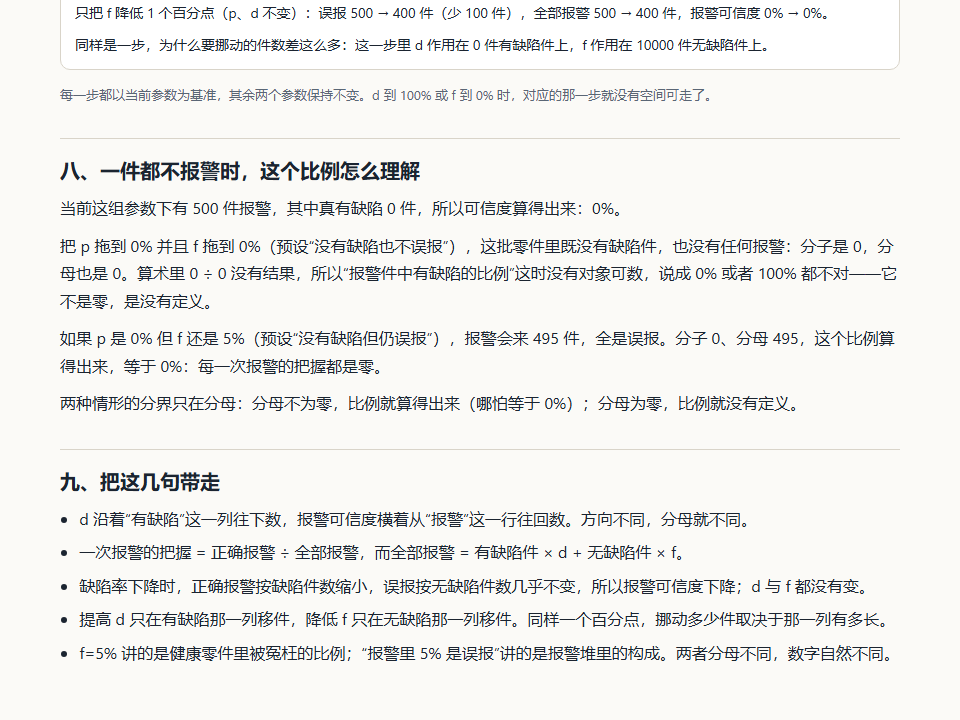 只把 f 降低 1 个百分点（p、d 不变）：误报 500 → 400 件（少 100 件），全部报警 500 → 400 件，报警可信度 0% → 0%。
同样是一步，为什么要挪动的件数差这么多：这一步里 d 作用在 0 件有缺陷件上，f 作用在 10000 件无缺陷件上。
每一步都以当前参数为基准，其余两个参数保持不变。d 到 100% 或 f 到 0% 时，对应的那一步就没有空间可走了。
八、一件都不报警时，这个比例怎么理解
当前这组参数下有 500 件报警，其中真有缺陷 0 件，所以可信度算得出来：0%。
把 p 拖到 0% 并且 f 拖到 0%（预设“没有缺陷也不误报”），这批零件里既没有缺陷件，也没有任何报警：分子是 0，分
母也是 0。算术里 0 ÷ 0 没有结果，所以“报警件中有缺陷的比例”这时没有对象可数，说成 0% 或者 100% 都不对——它
不是零，是没有定义。
如果 p 是 0% 但 f 还是 5%（预设“没有缺陷但仍误报”），报警会来 495 件，全是误报。分子 0、分母 495，这个比例算
得出来，等于 0%：每一次报警的把握都是零。
两种情形的分界只在分母：分母不为零，比例就算得出来（哪怕等于 0%）；分母为零，比例就没有定义。
九、把这几句带走
• d 沿着“有缺陷”这一列往下数，报警可信度横着从“报警”这一行往回数。方向不同，分母就不同。
• 一次报警的把握 = 正确报警 ÷ 全部报警，而全部报警 = 有缺陷件 × d + 无缺陷件 × f。
• 缺陷率下降时，正确报警按缺陷件数缩小，误报按无缺陷件数几乎不变，所以报警可信度下降；d 与 f 都没有变。
• 提高 d 只在有缺陷那一列移件，降低 f 只在无缺陷那一列移件。同样一个百分点，挪动多少件取决于那一列有多长。
• f=5% 讲的是健康零件里被冤枉的比例；“报警里 5% 是误报”讲的是报警堆里的构成。两者分母不同，数字自然不同。